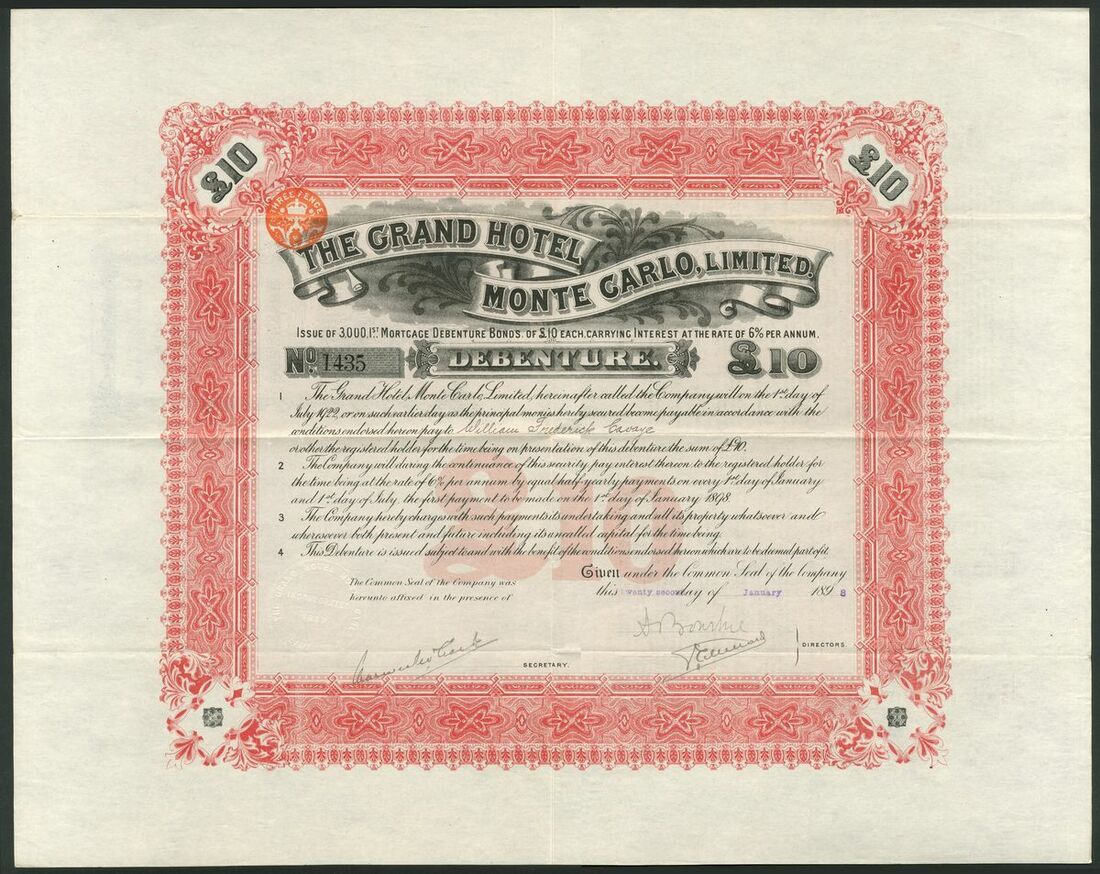 £10
£10
THREE PENCE
THE GRAND HOTEL
MONTE CARLO, LIMITED.
ISSUE OF 3,000. 1ST MORTGAGE DEBENTURE BONDS. OF £10 EACH. CARRYING INTEREST AT THE RATE OF 6% PER ANNUM.
No. 1435 DEBENTURE. £10
1 The Grand Hotel, Monte Carlo, Limited, hereinafter called the Company will on the 1st day of
July 1922, or on such earlier day as the principal monies hereby secured become payable in accordance with the
conditions endorsed hereon pay to William Frederick Cavaye
or other the registered holder for the time being on presentation of this debenture the sum of £10.
2 The Company will during the continuance of this security pay interest thereon to the registered holder for
the time being at the rate of 6% per annum by equal half yearly payments on every 1st day of January
and 1st day of July, the first payment to be made on the 1st day of January 1898.
3 The Company hereby charges with such payments its undertaking and all its property whatsoever and
wheresoever both present and future including its uncalled capital for the time being.
4 This Debenture is issued subject to and with the benefit of the conditions endorsed hereon which are to be deemed part of it.
£10
Given under the Common Seal of the Company
The Common Seal of the Company was
hereunto affixed in the presence of
this twenty second day of January 1898
DIRECTORS.
SECRETARY.